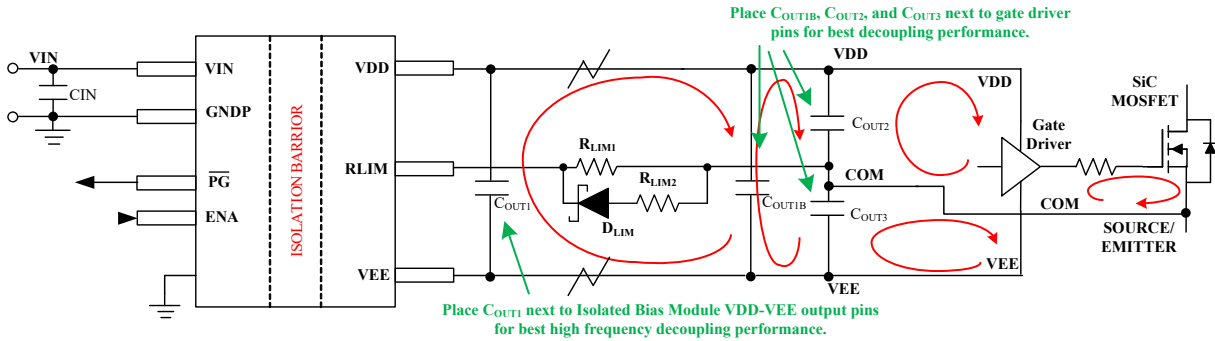 Place COUT1B, COUT2, and COUT3 next to gate driver
pins for best decoupling performance.
VIN
VIN
CIN
GNDP
PG
ENA
ISOLATION BARRIER
VDD
RLIM
VEE
COUT1
RLIM1
RLIM2
DLIM
COUT1B
VDD
COUT2
COM
COUT3
VEE
VDD
Gate
Driver
SiC
MOSFET
COM
SOURCE/
EMITTER
VEE
Place COUT1 next to Isolated Bias Module VDD-VEE output pins
for best high frequency decoupling performance.